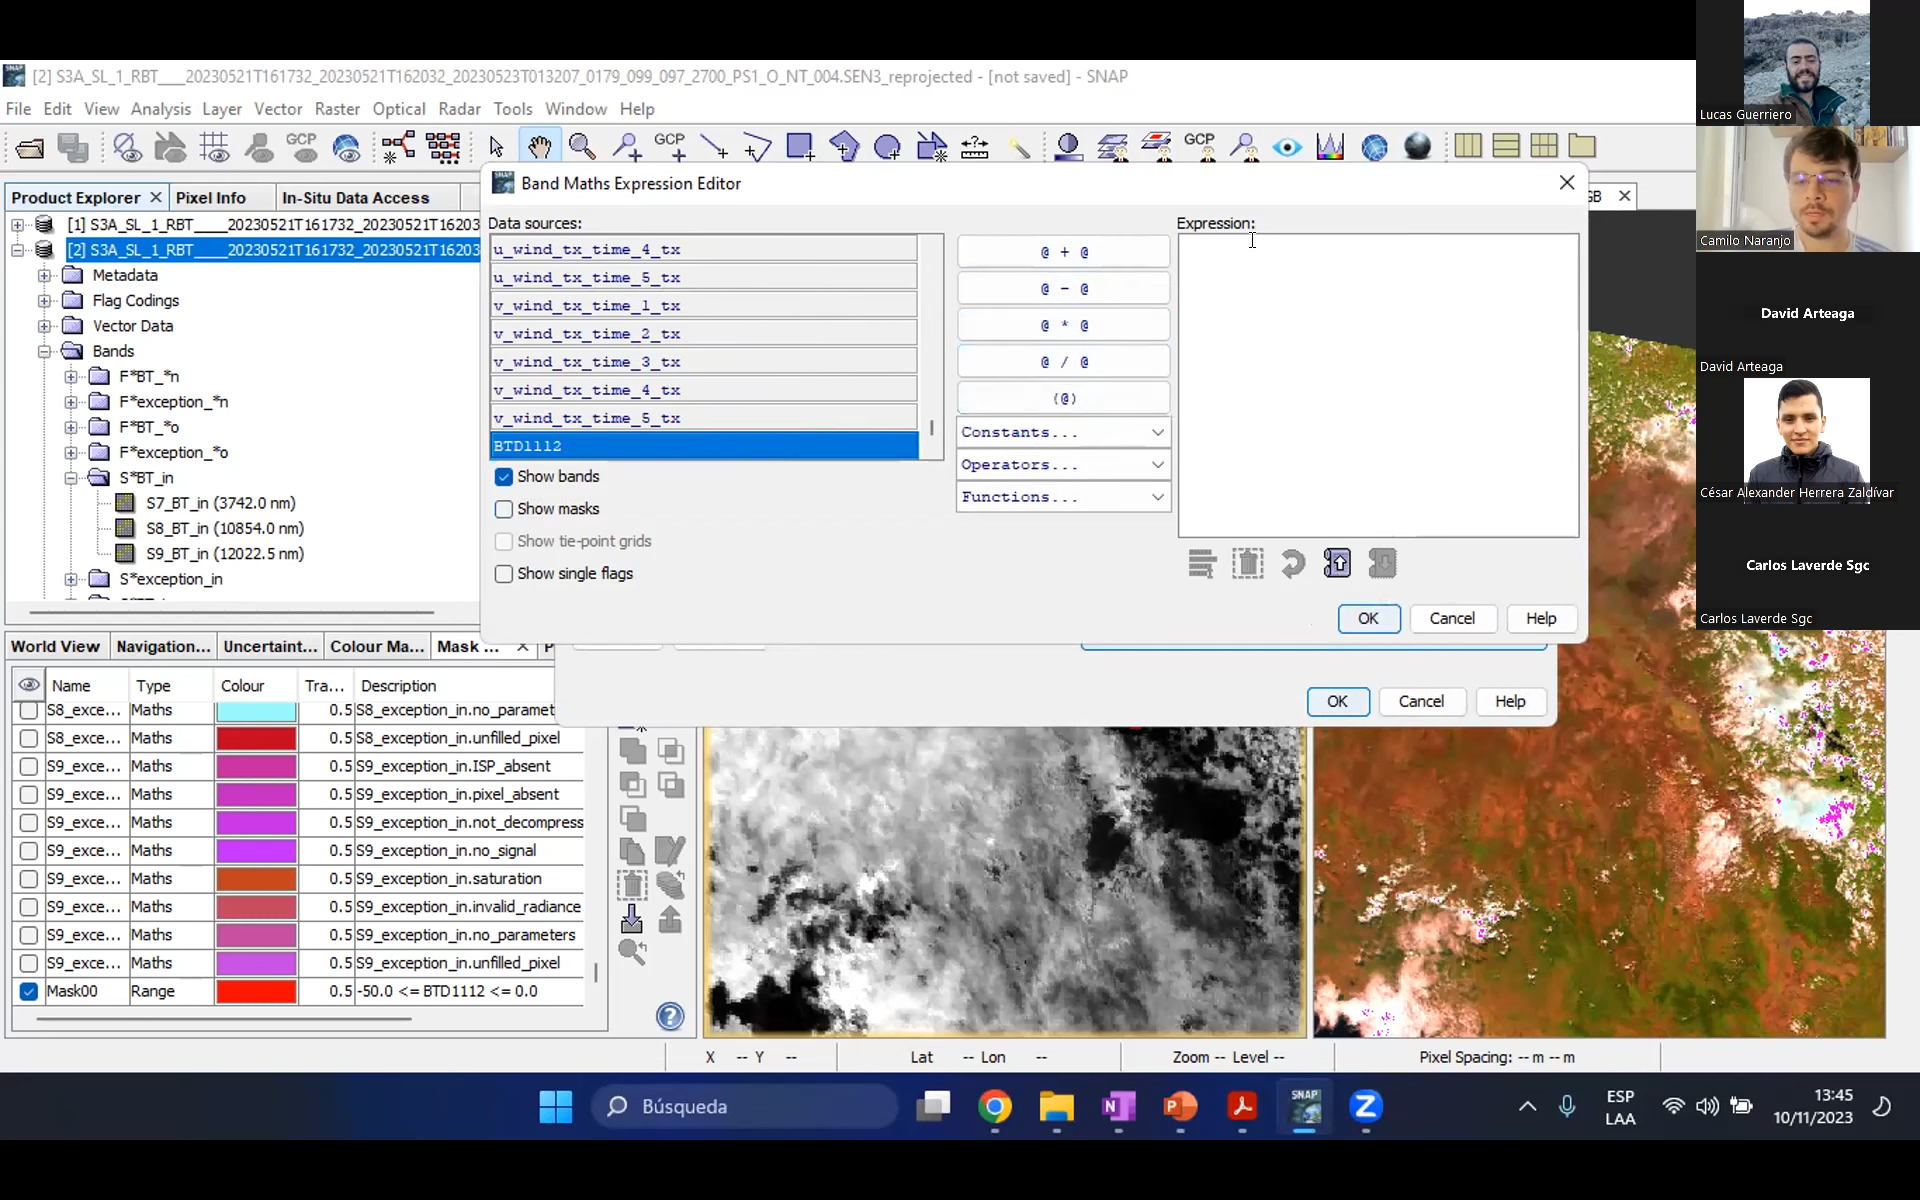 [2] S3A_SL_1_RBT____20230521T161732_20230521T162032_20230523T013207_0179_099_097_2700_PS1_O_NT_004.SEN3_reprojected - [not saved] - SNAP
File Edit View Analysis Layer Vector Raster Optical Radar Tools Window Help
GCP GCP GCP
Product Explorer Pixel Info In-Situ Data Access
[1] S3A_SL_1_RBT____20230521T161732_20230521T16203
[2] S3A_SL_1_RBT____20230521T161732_20230521T16203
Metadata
Flag Codings
Vector Data
Bands
F*BT_*n
F*exception_*n
F*BT_*o
F*exception_*o
S*BT_in
S7_BT_in (3742.0 nm)
S8_BT_in (10854.0 nm)
S9_BT_in (12022.5 nm)
S*exception_in
Band Maths Expression Editor
Data sources:
u_wind_tx_time_4_tx
u_wind_tx_time_5_tx
v_wind_tx_time_1_tx
v_wind_tx_time_2_tx
v_wind_tx_time_3_tx
v_wind_tx_time_4_tx
v_wind_tx_time_5_tx
BTD1112
Show bands
Show masks
Show tie-point grids
Show single flags
@ + @
@ - @
@ * @
@ / @
(@)
Constants...
Operators...
Functions...
Expression:
OK Cancel Help
OK Cancel Help
GB
World View Navigation... Uncertaint... Colour Ma... Mask ... P
Name Type Colour Tra... Description
S8_exce... Maths 0.5 S8_exception_in.no_paramet
S8_exce... Maths 0.5 S8_exception_in.unfilled_pixel
S9_exce... Maths 0.5 S9_exception_in.ISP_absent
S9_exce... Maths 0.5 S9_exception_in.pixel_absent
S9_exce... Maths 0.5 S9_exception_in.not_decompress
S9_exce... Maths 0.5 S9_exception_in.no_signal
S9_exce... Maths 0.5 S9_exception_in.saturation
S9_exce... Maths 0.5 S9_exception_in.invalid_radiance
S9_exce... Maths 0.5 S9_exception_in.no_parameters
S9_exce... Maths 0.5 S9_exception_in.unfilled_pixel
Mask00 Range 0.5 -50.0 <= BTD1112 <= 0.0
X -- Y -- Lat -- Lon -- Zoom -- Level -- Pixel Spacing: -- m -- m
Lucas Guerriero
Camilo Naranjo
David Arteaga
David Arteaga
César Alexander Herrera Zaldívar
Carlos Laverde Sgc
Carlos Laverde Sgc
Búsqueda
SNAP
ESP
LAA
13:45
10/11/2023